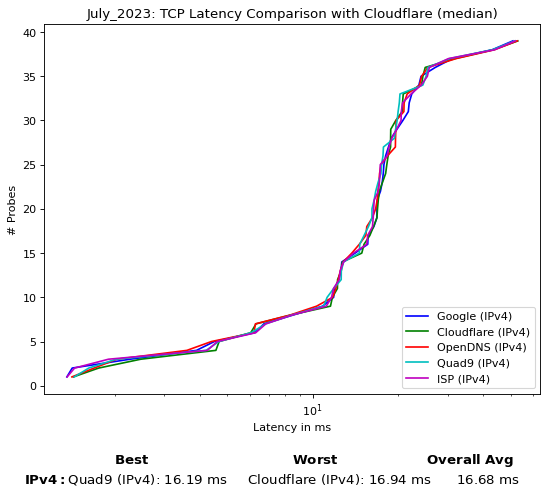 July_2023: TCP Latency Comparison with Cloudflare (median)
40
35
30
25
20
15
10
5
0
# Probes
Google (IPv4)
Cloudflare (IPv4)
OpenDNS (IPv4)
Quad9 (IPv4)
ISP (IPv4)
10¹
Latency in ms
Best Worst Overall Avg
IPv4: Quad9 (IPv4): 16.19 ms Cloudflare (IPv4): 16.94 ms 16.68 ms